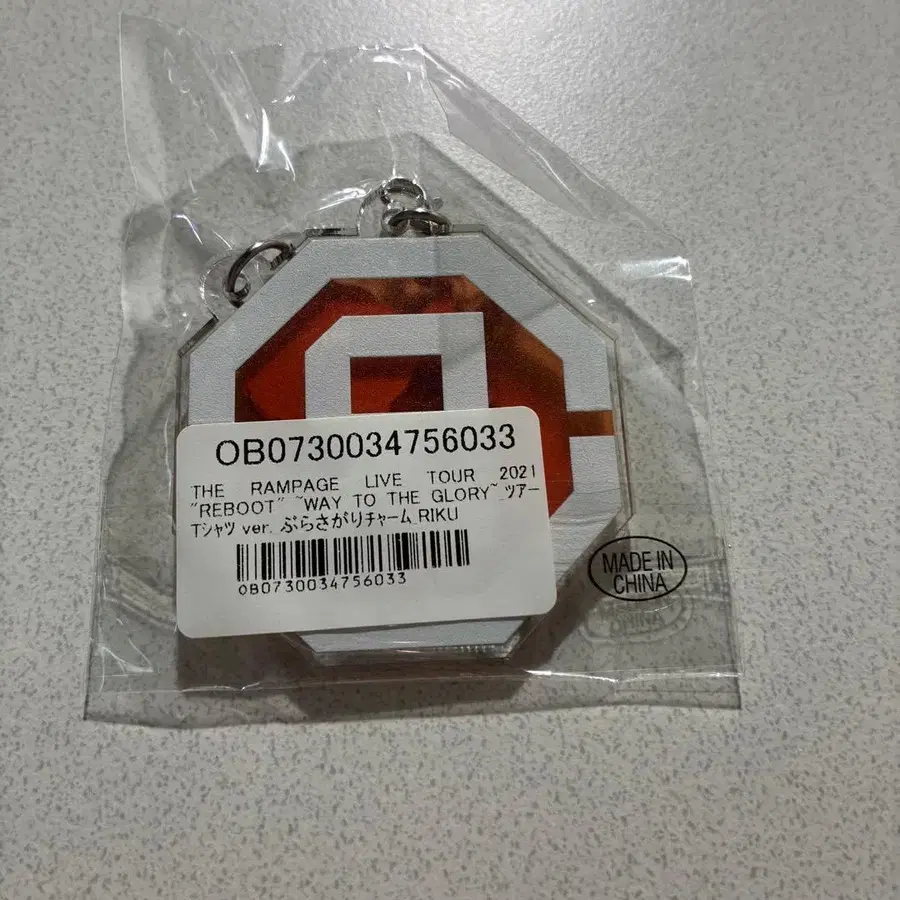 OB0730034756033
THE RAMPAGE LIVE TOUR 2021
"REBOOT" ~WAY TO THE GLORY~ ツアー
Tシャツ ver. ぶらさがりチャーム_RIKU
OB0730034756033
MADE IN
CHINA